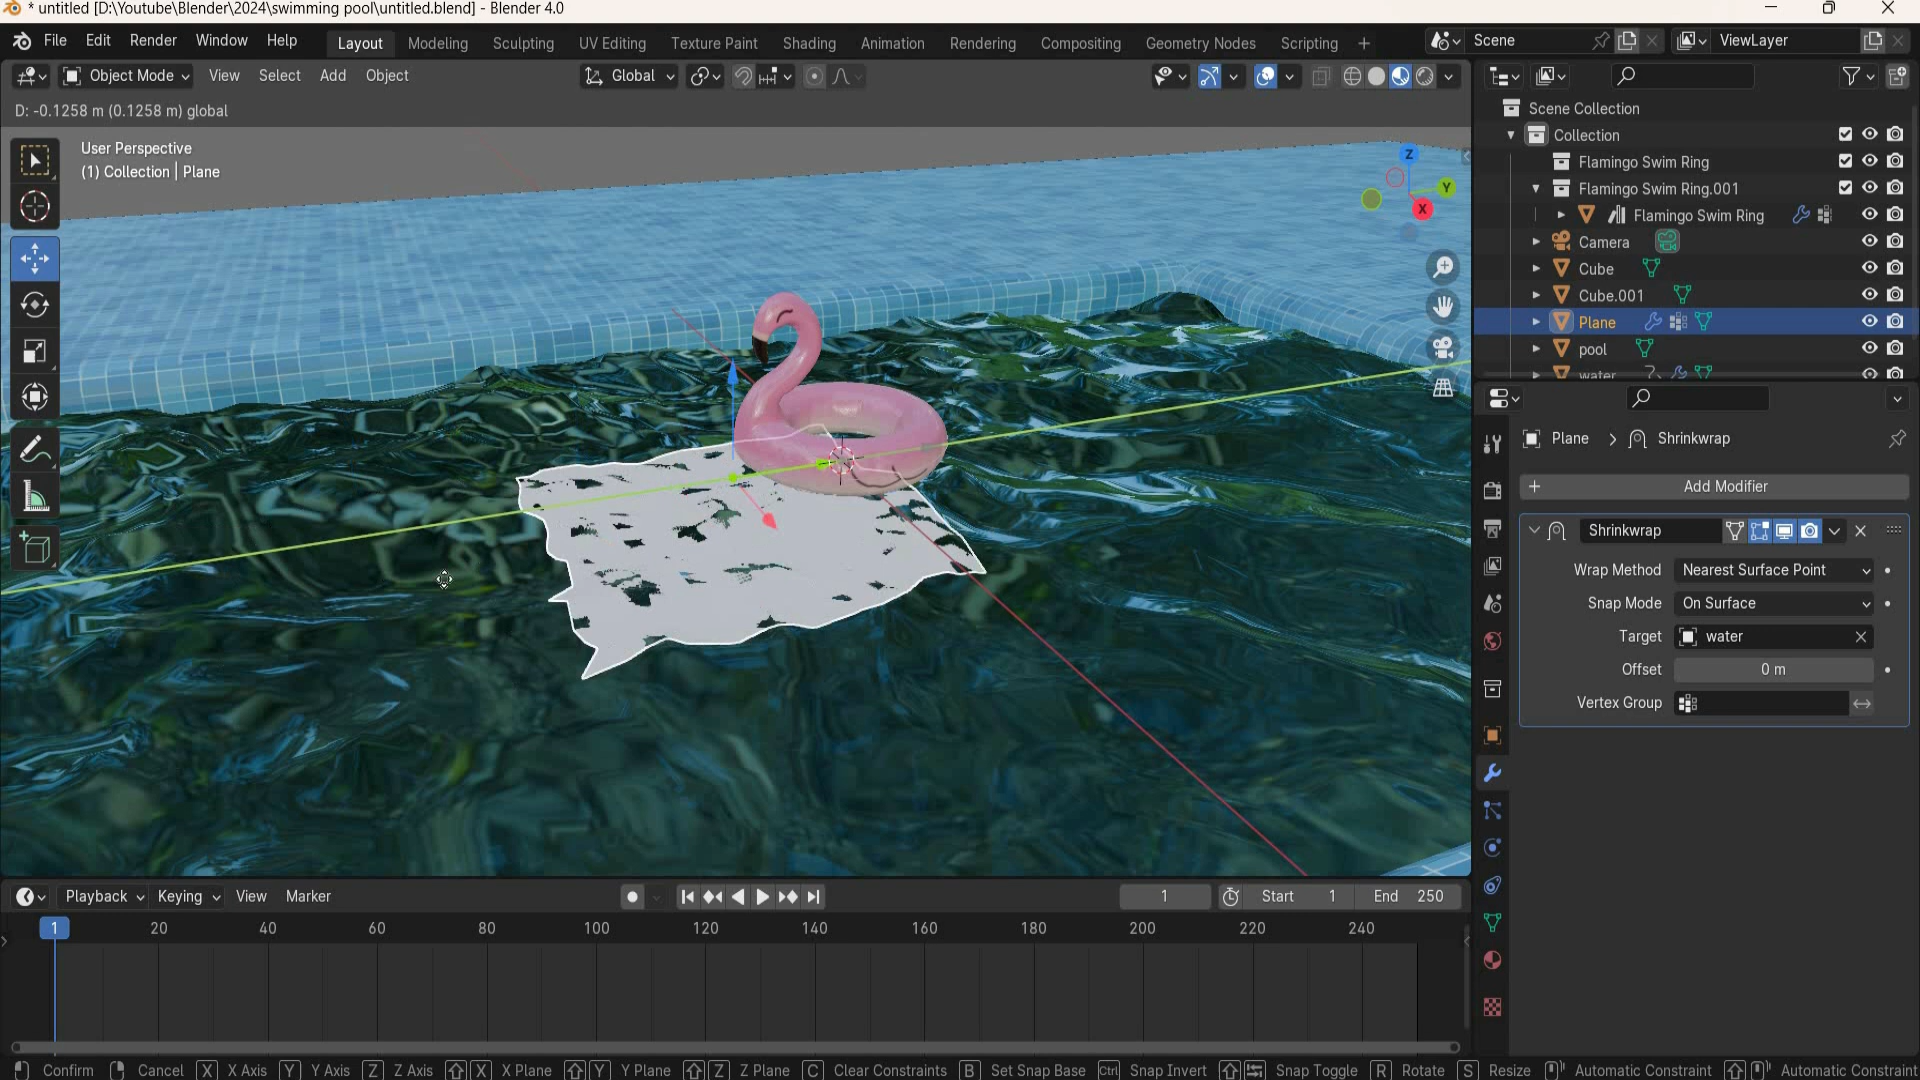 * untitled [D:\Youtube\Blender\2024\swimming pool\untitled.blend] - Blender 4.0
File Edit Render Window Help Layout Modeling Sculpting UV Editing Texture Paint Shading Animation Rendering Compositing Geometry Nodes Scripting + Scene ViewLayer
Object Mode View Select Add Object Global
D: -0.1258 m (0.1258 m) global
User Perspective
(1) Collection | Plane
Z
Y
X
Scene Collection
Collection
Flamingo Swim Ring
Flamingo Swim Ring.001
Flamingo Swim Ring
Camera
Cube
Cube.001
Plane
pool
water
Plane > Shrinkwrap
+ Add Modifier
Shrinkwrap
Wrap Method Nearest Surface Point
Snap Mode On Surface
Target water
Offset 0 m
Vertex Group
Playback Keying View Marker 1 Start 1 End 250
1 20 40 60 80 100 120 140 160 180 200 220 240
Confirm Cancel X X Axis Y Y Axis Z Z Axis X X Plane Y Y Plane Z Z Plane C Clear Constraints B Set Snap Base Ctrl Snap Invert Snap Toggle R Rotate S Resize Automatic Constraint Automatic Constraint